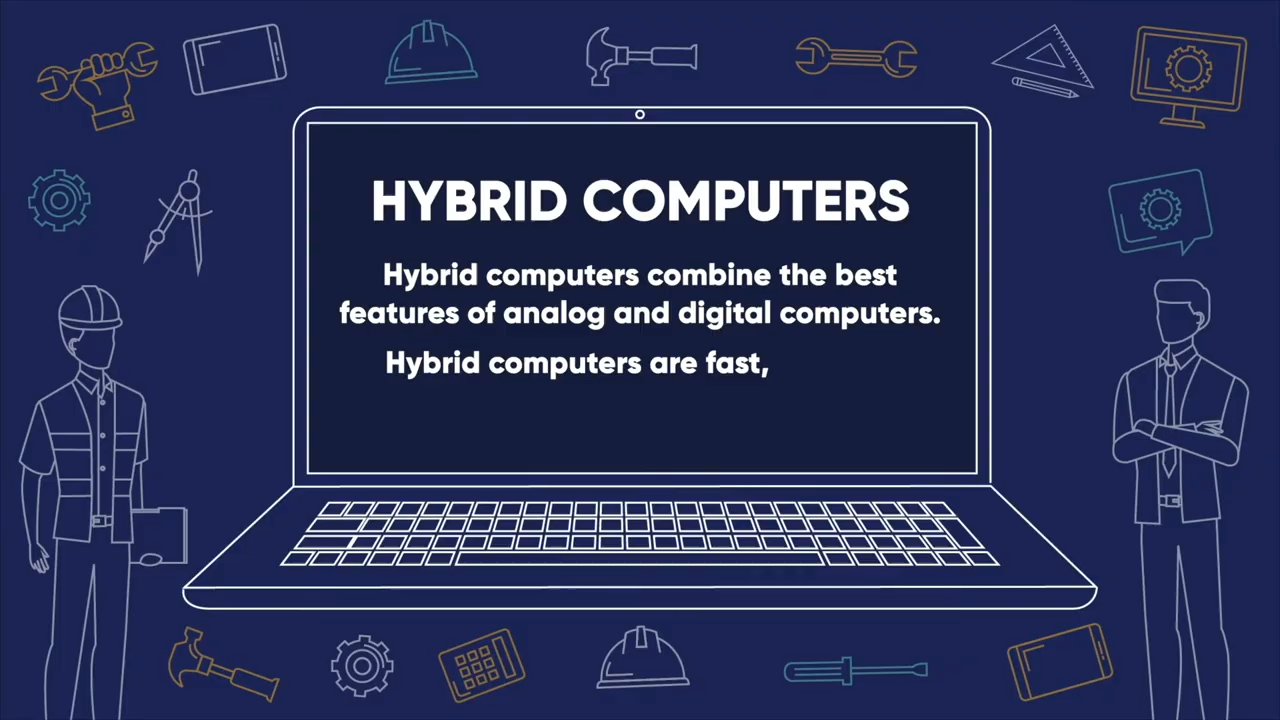 HYBRID COMPUTERS
Hybrid computers combine the best
features of analog and digital computers.
Hybrid computers are fast,